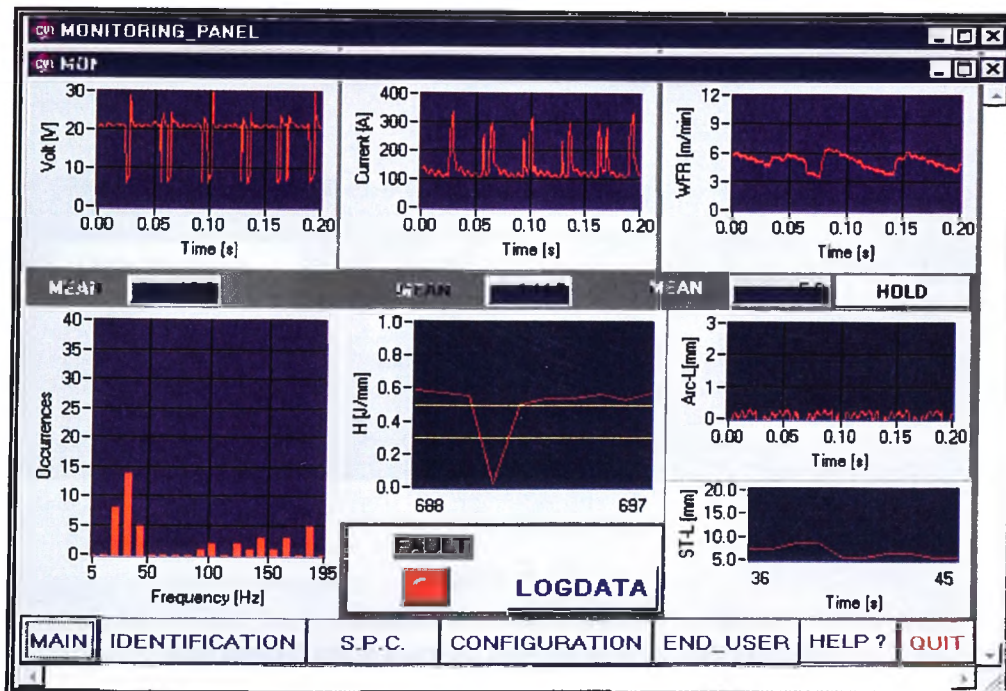 CVI MONITORING_PANEL
CVI MON
Volt [V]
30
20
10
0
0.00 0.05 0.10 0.15 0.20
Time [s]
Current [A]
400
300
200
100
0
0.00 0.05 0.10 0.15 0.20
Time [s]
WFR [m/min]
12
9
6
3
0
0.00 0.05 0.10 0.15 0.20
Time [s]
MEAN MEAN MEAN HOLD
Occurrences
40
35
30
25
20
15
10
5
0
5 50 100 150 195
Frequency [Hz]
H [J/mm]
1.0
0.8
0.6
0.4
0.2
0.0
688 697
Arc-L[mm]
3
2
1
0
0.00 0.05 0.10 0.15 0.20
Time [s]
ST-L [mm]
20.0
15.0
10.0
5.0
36 45
Time [s]
FAULT
LOGDATA
MAIN IDENTIFICATION S.P.C. CONFIGURATION END_USER HELP ? QUIT